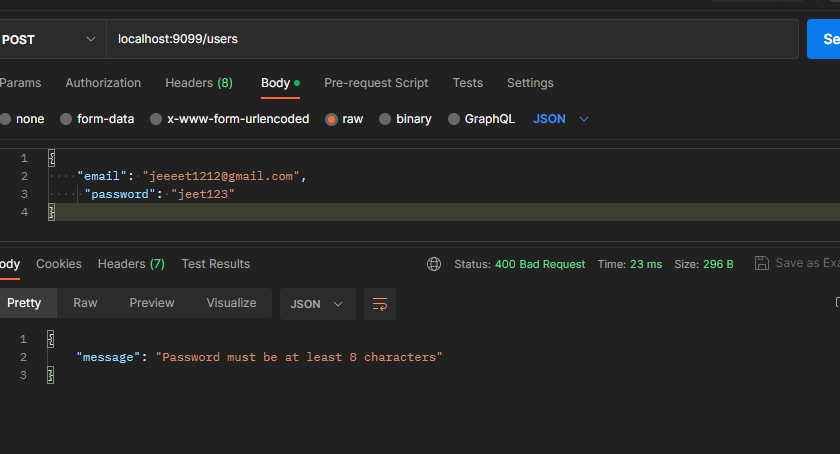 POST localhost:9099/users
Params Authorization Headers (8) Body Pre-request Script Tests Settings
none form-data x-www-form-urlencoded raw binary GraphQL JSON
1 {
2 "email": "jeeeet1212@gmail.com",
3 "password": "jeet123"
4 }
Cookies Headers (7) Test Results Status: 400 Bad Request Time: 23 ms Size: 296 B Save as
Pretty Raw Preview Visualize JSON
1 {
2 "message": "Password must be at least 8 characters"
3 }